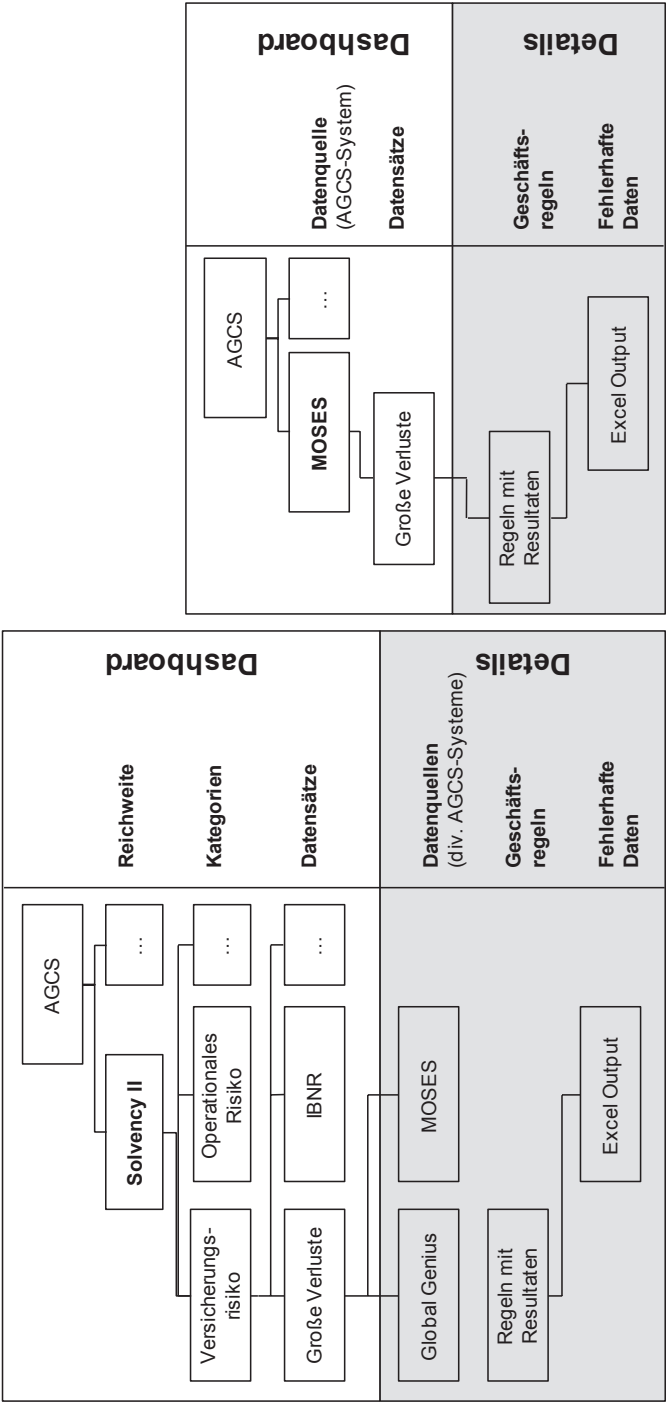 AGCS
Solvency II
…
Reichweite
Versicherungs-
risiko
Operationales
Risiko
…
Kategorien
Große Verluste
IBNR
…
Datensätze
Dashboard
Global Genius
MOSES
Datenquellen
(div. AGCS-Systeme)
Regeln mit
Resultaten
Geschäfts-
regeln
Excel Output
Fehlerhafte
Daten
Details
AGCS
MOSES
…
Datenquelle
(AGCS-System)
Große Verluste
Datensätze
Dashboard
Regeln mit
Resultaten
Geschäfts-
regeln
Excel Output
Fehlerhafte
Daten
Details